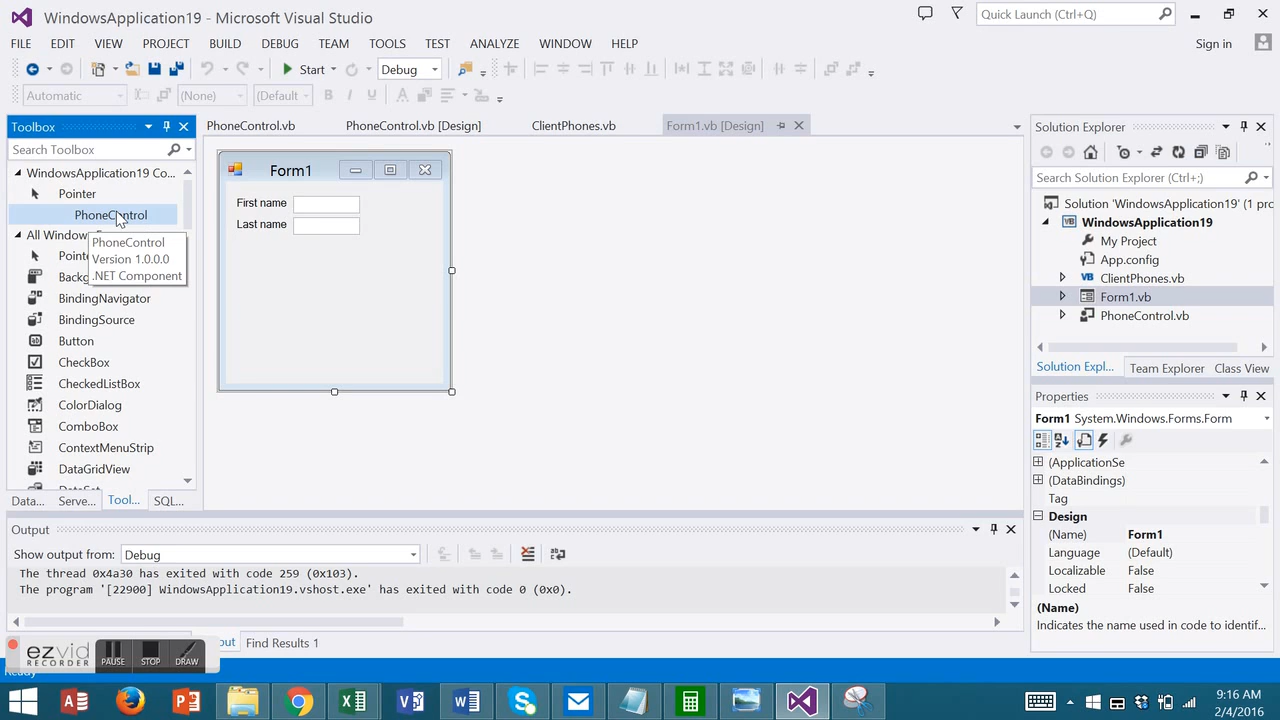 WindowsApplication19 - Microsoft Visual Studio
Quick Launch (Ctrl+Q)
FILE EDIT VIEW PROJECT BUILD DEBUG TEAM TOOLS TEST ANALYZE WINDOW HELP
Sign in
Start
Debug
Automatic
(None)
(Default
Toolbox
PhoneControl.vb
PhoneControl.vb [Design]
ClientPhones.vb
Form1.vb [Design]
Search Toolbox
WindowsApplication19 Co...
Pointer
PhoneControl
All Windows
PhoneControl
Version 1.0.0.0
.NET Component
BindingNavigator
BindingSource
Button
CheckBox
CheckedListBox
ColorDialog
ComboBox
ContextMenuStrip
DataGridView
Data...
Serve...
Tool...
SQL...
Form1
First name
Last name
Solution Explorer
Search Solution Explorer (Ctrl+;)
Solution 'WindowsApplication19' (1 proj
WindowsApplication19
My Project
App.config
ClientPhones.vb
Form1.vb
PhoneControl.vb
Solution Expl...
Team Explorer
Class View
Properties
Form1 System.Windows.Forms.Form
(ApplicationSe
(DataBindings)
Tag
Design
(Name) Form1
Language (Default)
Localizable False
Locked False
(Name)
Indicates the name used in code to identif...
Output
Show output from: Debug
The thread 0x4a30 has exited with code 259 (0x103).
The program '[22900] WindowsApplication19.vshost.exe' has exited with code 0 (0x0).
Find Results 1
ezvid
RECORDER
PAUSE
STOP
DRAW
9:16 AM
2/4/2016